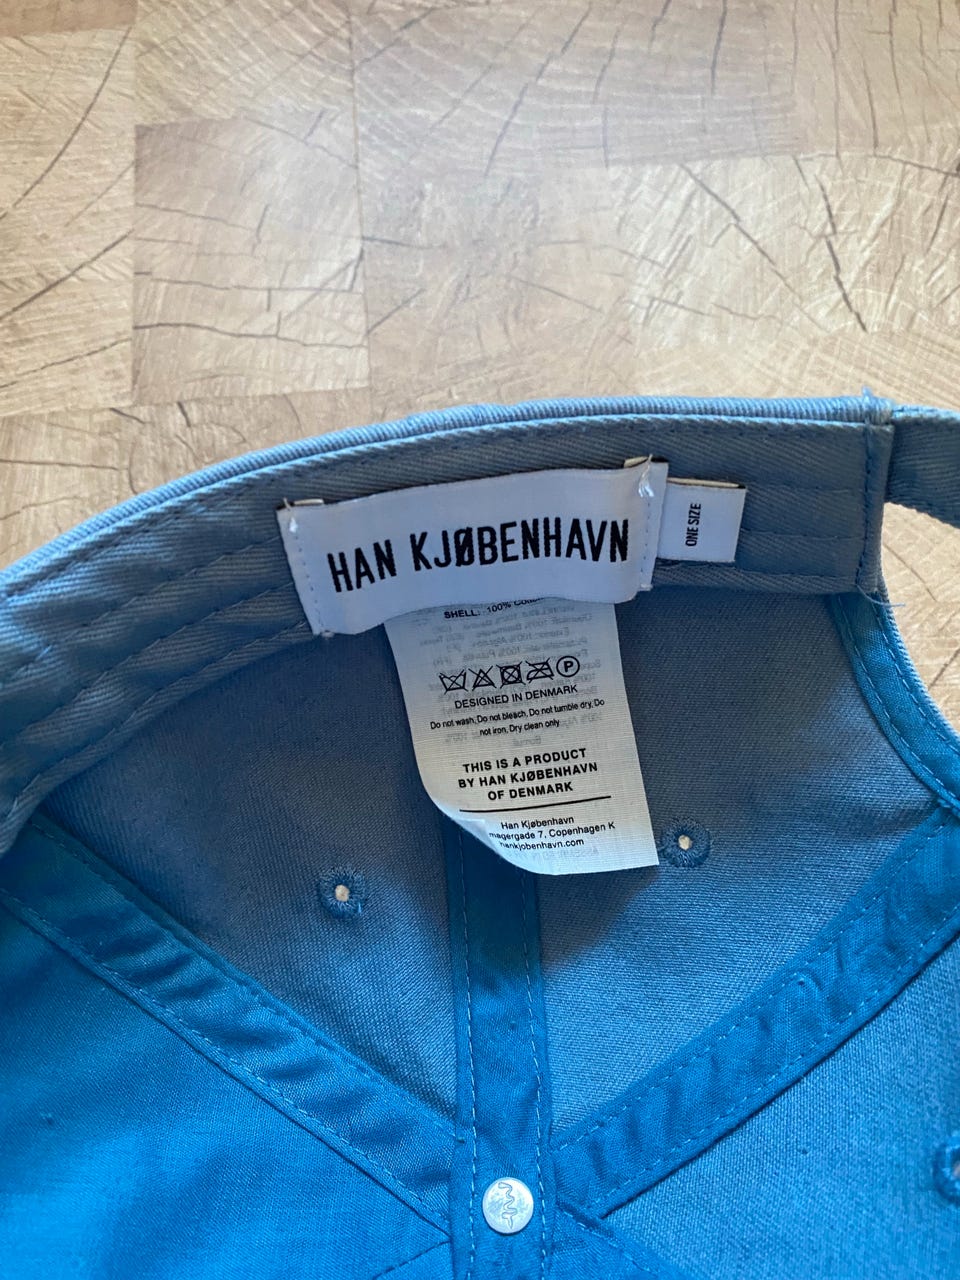 HAN KJØBENHAVN
ONE SIZE
SHELL: 100%
DESIGNED IN DENMARK
Do not wash, Do not bleach, Do not tumble dry, Do
not iron, Dry clean only
THIS IS A PRODUCT
BY HAN KJØBENHAVN
OF DENMARK
Han Kjøbenhavn
magergade 7, Copenhagen K
hankjobenhavn.com